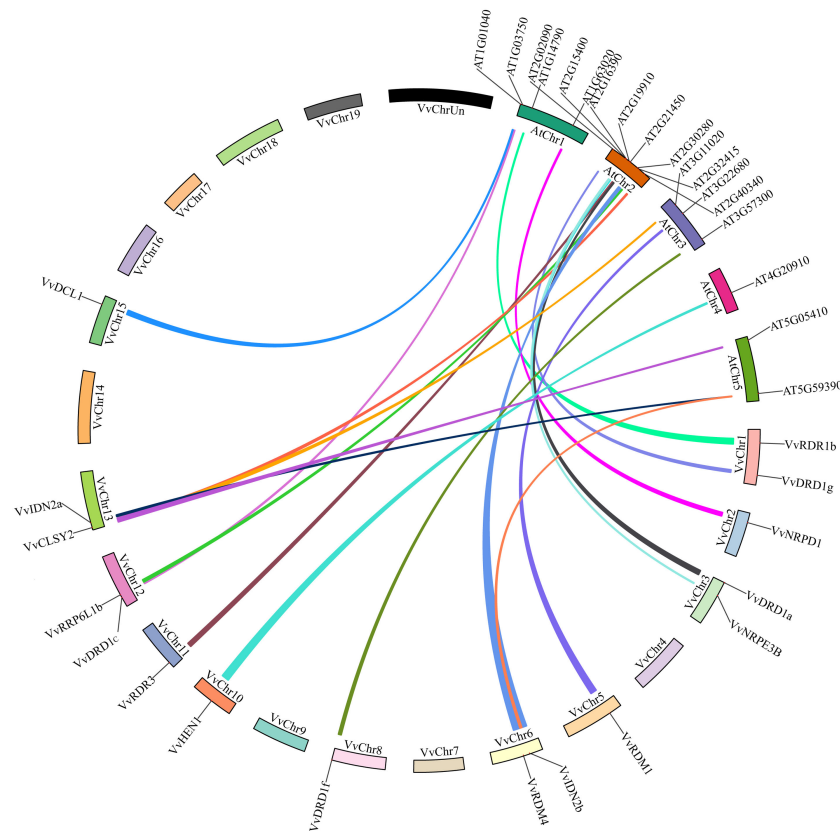 AT1G01040
AT1G03750
AT2G02090
AT1G14790
AT2G15400
AT1G63020
AT2G16390
AT2G19910
AT2G21450
AT2G30280
AT3G11020
AT2G32415
AT3G22680
AT2G40340
AT3G57300
AT4G20910
AT5G05410
AT5G59390
AtChr1
AtChr2
AtChr3
AtChr4
AtChr5
VvChr1
VvRDR1b
VvDRD1g
VvChr2
VvNRPD1
VvChr3
VvDRD1a
VvNRPE3B
VvChr4
VvChr5
VvRDM1
VvChr6
VvIDN2b
VvRDM4
VvChr7
VvChr8
VvDRD1f
VvChr9
VvChr10
VvHEN1
VvChr11
VvRDR3
VvChr12
VvDRD1c
VvRRP6L1b
VvChr13
VvCLSY2
VvIDN2a
VvChr14
VvChr15
VvDCL1
VvChr16
VvChr17
VvChr18
VvChr19
VvChrUn